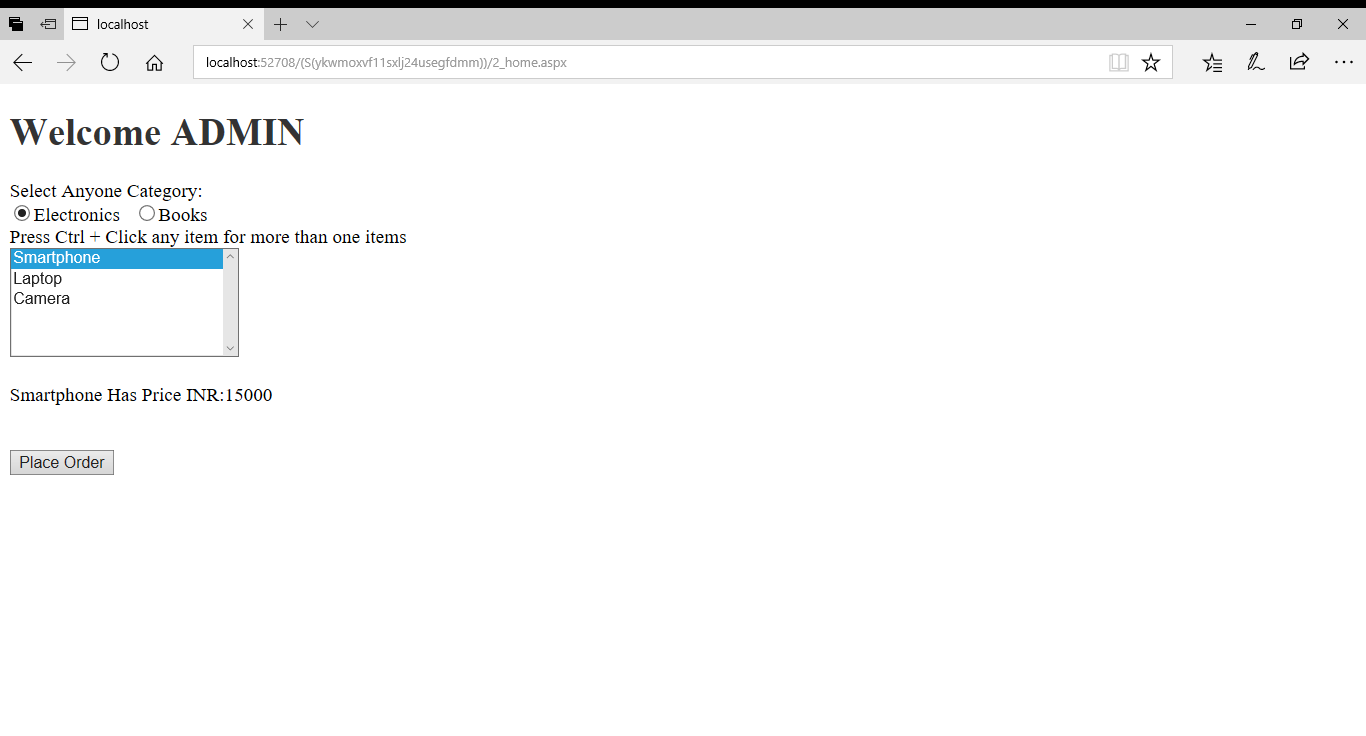 localhost
localhost:52708/(S(ykwmoxvf11sxlj24usegfdmm))/2_home.aspx
Welcome ADMIN
Select Anyone Category:
Electronics Books
Press Ctrl + Click any item for more than one items
Smartphone
Laptop
Camera
Smartphone Has Price INR:15000
Place Order